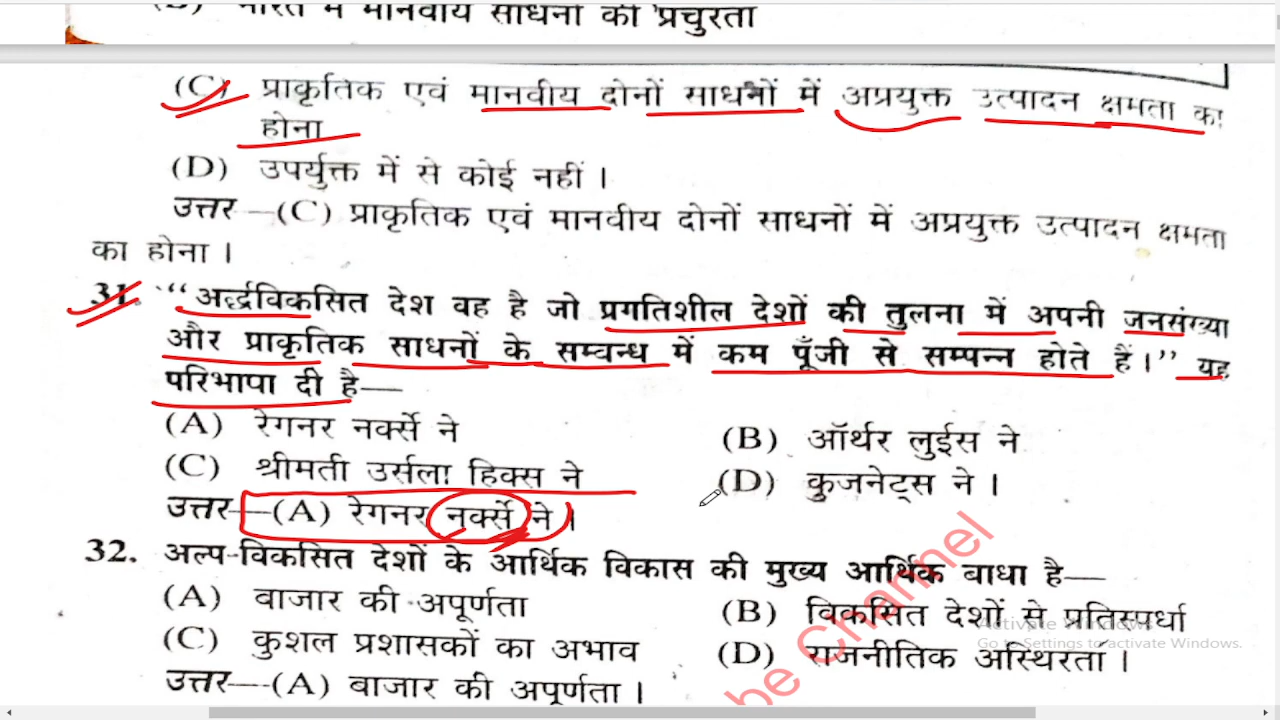 (B) भारत में मानवीय साधनों की प्रचुरता
(C) प्राकृतिक एवं मानवीय दोनों साधनों में अप्रयुक्त उत्पादन क्षमता का
होना
(D) उपर्युक्त में से कोई नहीं ।
उत्तर—(C) प्राकृतिक एवं मानवीय दोनों साधनों में अप्रयुक्त उत्पादन क्षमता
का होना ।
31. “अर्द्धविकसित देश वह है जो प्रगतिशील देशों की तुलना में अपनी जनसंख्या
और प्राकृतिक साधनों के सम्वन्ध में कम पूँजी से सम्पन्न होते हैं।” यह
परिभाषा दी है—
(A) रेगनर नर्क्से ने
(B) ऑर्थर लुईस ने
(C) श्रीमती उर्सला हिक्स ने
(D) कुजनेट्स ने ।
उत्तर—(A) रेगनर नर्क्से ने ।
32. अल्प-विकसित देशों के आर्थिक विकास की मुख्य आर्थिक बाधा है—
(A) बाजार की अपूर्णता
(B) विकसित देशों से प्रतिस्पर्धा
(C) कुशल प्रशासकों का अभाव
(D) राजनीतिक अस्थिरता ।
उत्तर—(A) बाजार की अपूर्णता ।
be Channel
Activate Windows
Go to Settings to activate Windows.